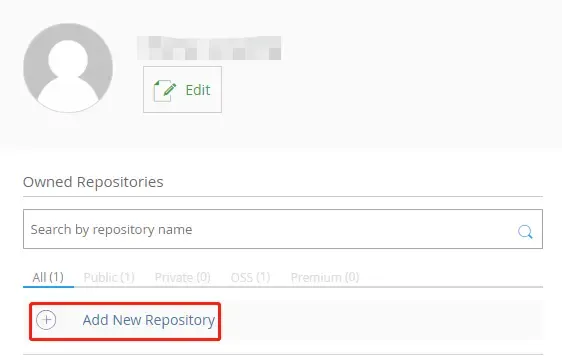 Edit
Owned Repositories
Search by repository name
All (1) Public (1) Private (0) OSS (1) Premium (0)
Add New Repository